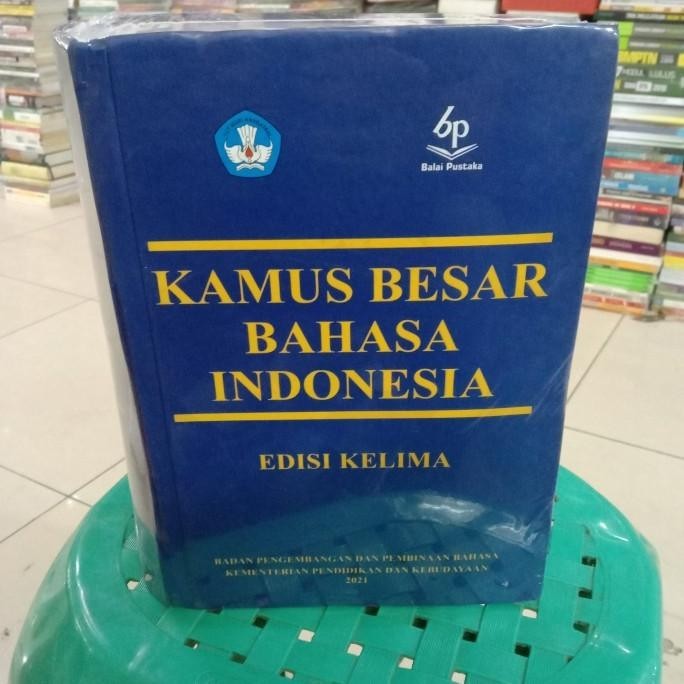 bp
Balai Pustaka
KAMUS BESAR
BAHASA
INDONESIA
EDISI KELIMA
BADAN PENGEMBANGAN DAN PEMBINAAN BAHASA
KEMENTERIAN PENDIDIKAN DAN KEBUDAYAAN
2021